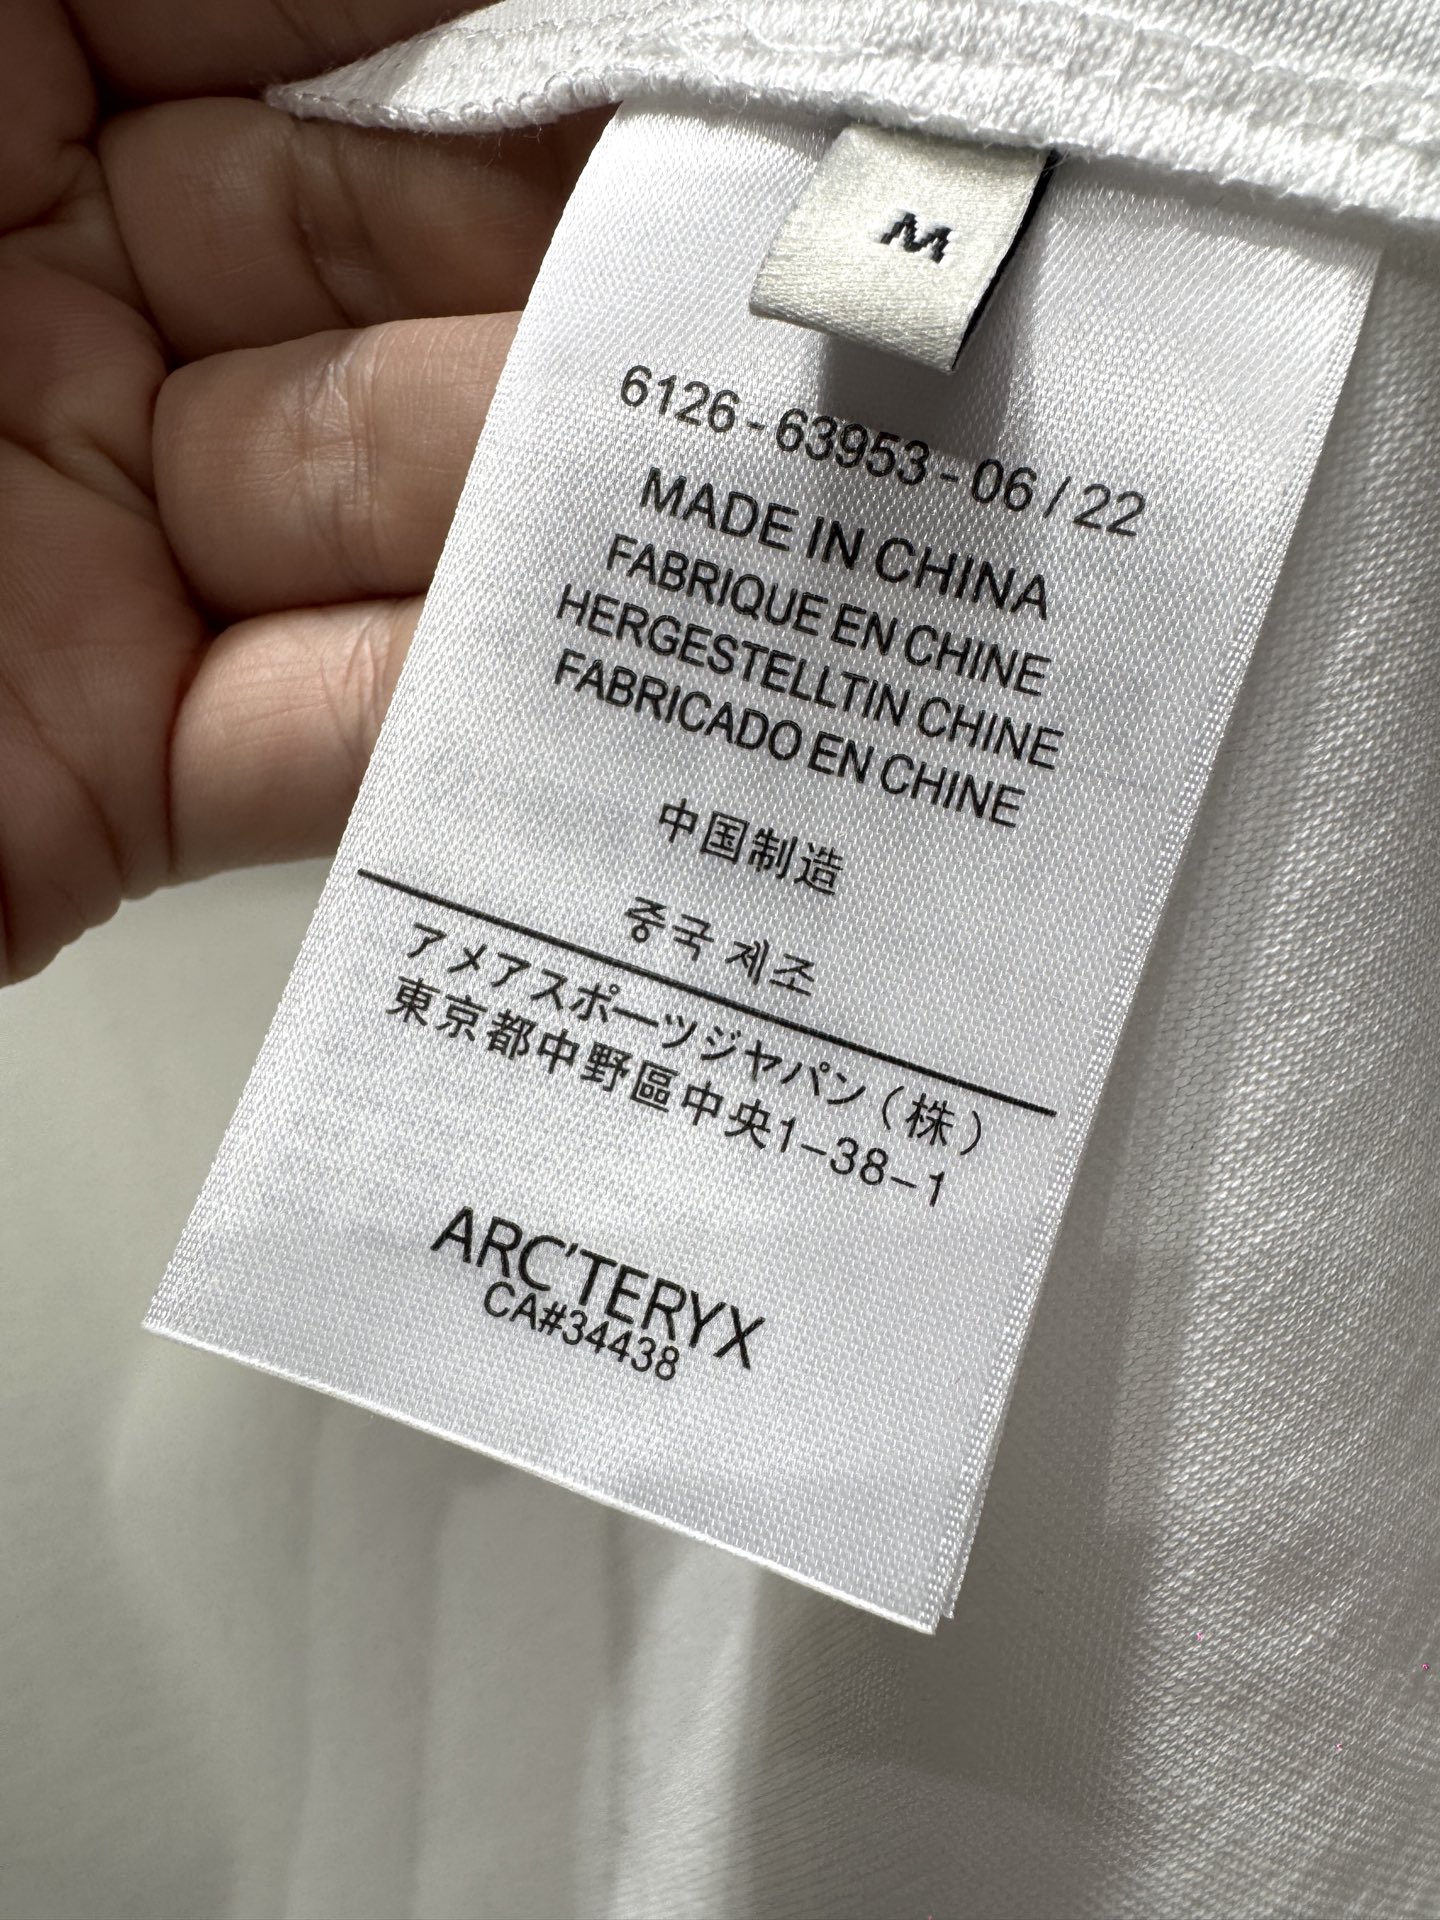 M
6126-63953-06/22
MADE IN CHINA
FABRIQUE EN CHINE
HERGESTELLTIN CHINE
FABRICADO EN CHINE
中国制造
중국 제조
アメアスポーツジャパン（株）
東京都中野區中央1-38-1
ARC'TERYX
CA#34438